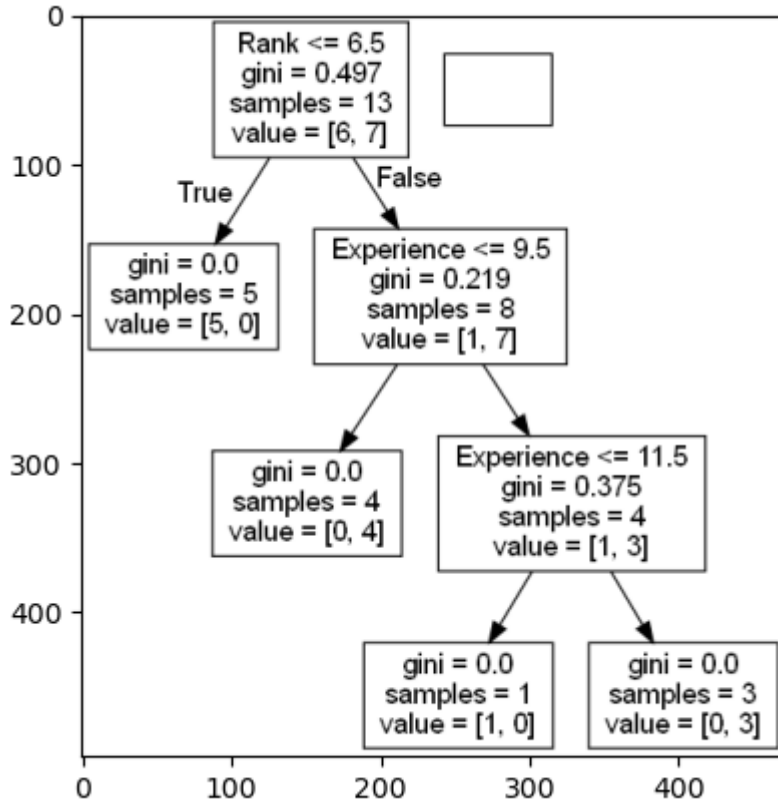 0
100
200
300
400
Rank <= 6.5
gini = 0.497
samples = 13
value = [6, 7]
True
False
gini = 0.0
samples = 5
value = [5, 0]
Experience <= 9.5
gini = 0.219
samples = 8
value = [1, 7]
gini = 0.0
samples = 4
value = [0, 4]
Experience <= 11.5
gini = 0.375
samples = 4
value = [1, 3]
gini = 0.0
samples = 1
value = [1, 0]
gini = 0.0
samples = 3
value = [0, 3]
0
100
200
300
400